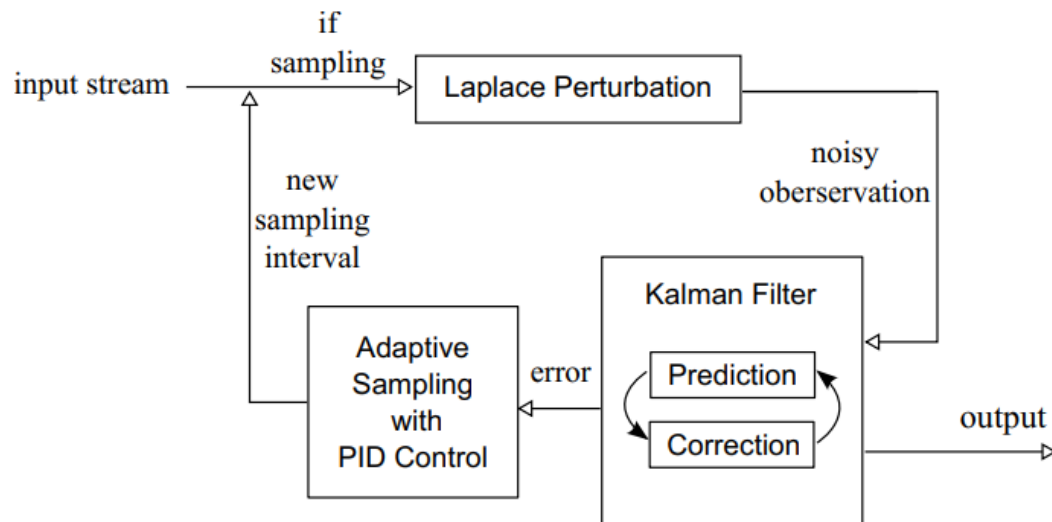 if
sampling
input stream
Laplace Perturbation
noisy
oberservation
new
sampling
interval
Kalman Filter
Adaptive
Sampling
with
PID Control
error
Prediction
Correction
output